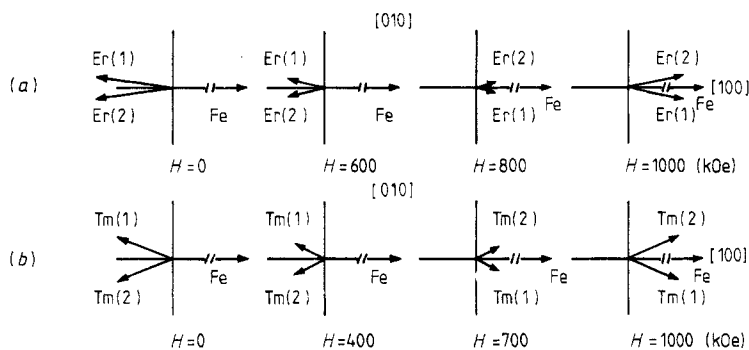 [010]
Er(1) Er(1) Er(2) Er(2)
(a) [100]
Er(2) Fe Er(2) Fe Er(1) Fe Er(1) Fe
H=0 H=600 H=800 H=1000 (kOe)
[010]
Tm(1) Tm(1) Tm(2) Tm(2)
(b) [100]
Fe Fe Fe Fe
Tm(2) Tm(2) Tm(1) Tm(1)
H=0 H=400 H=700 H=1000 (kOe)